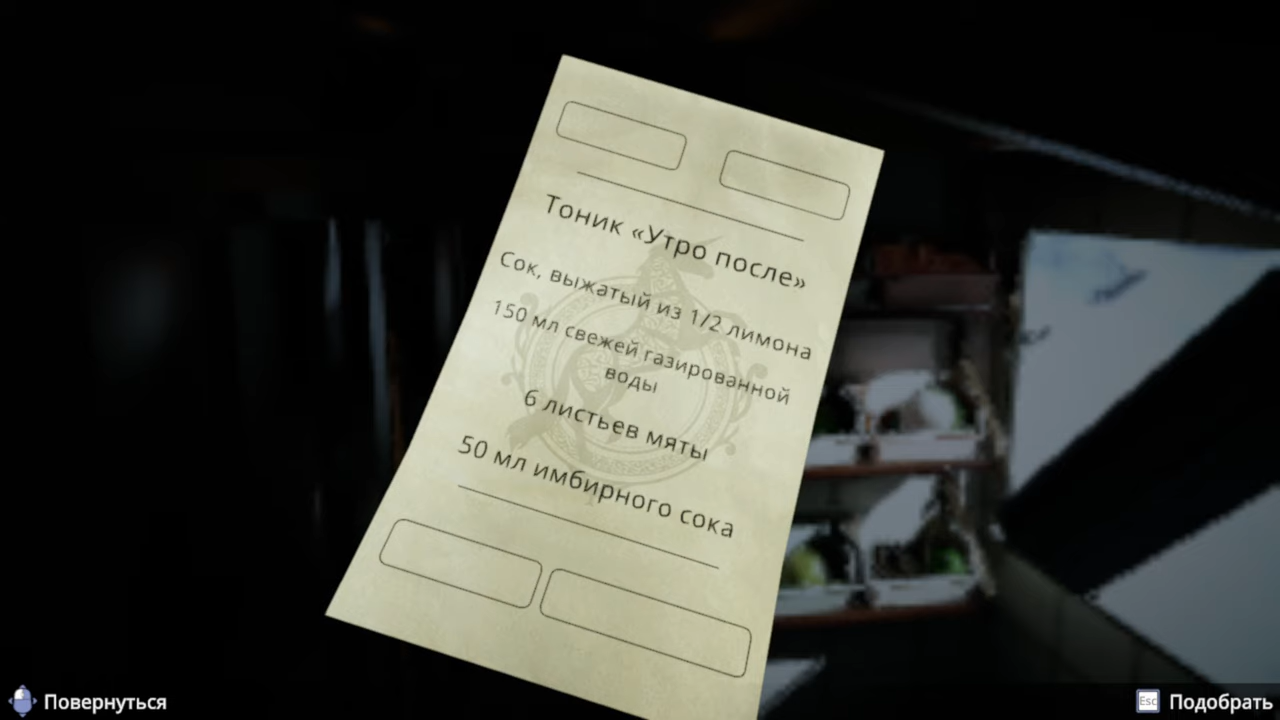 Тоник «Утро после»
Сок, выжатый из 1/2 лимона
150 мл свежей газированной
воды
6 листьев мяты
50 мл имбирного сока
Повернуться
Esc Подобрать